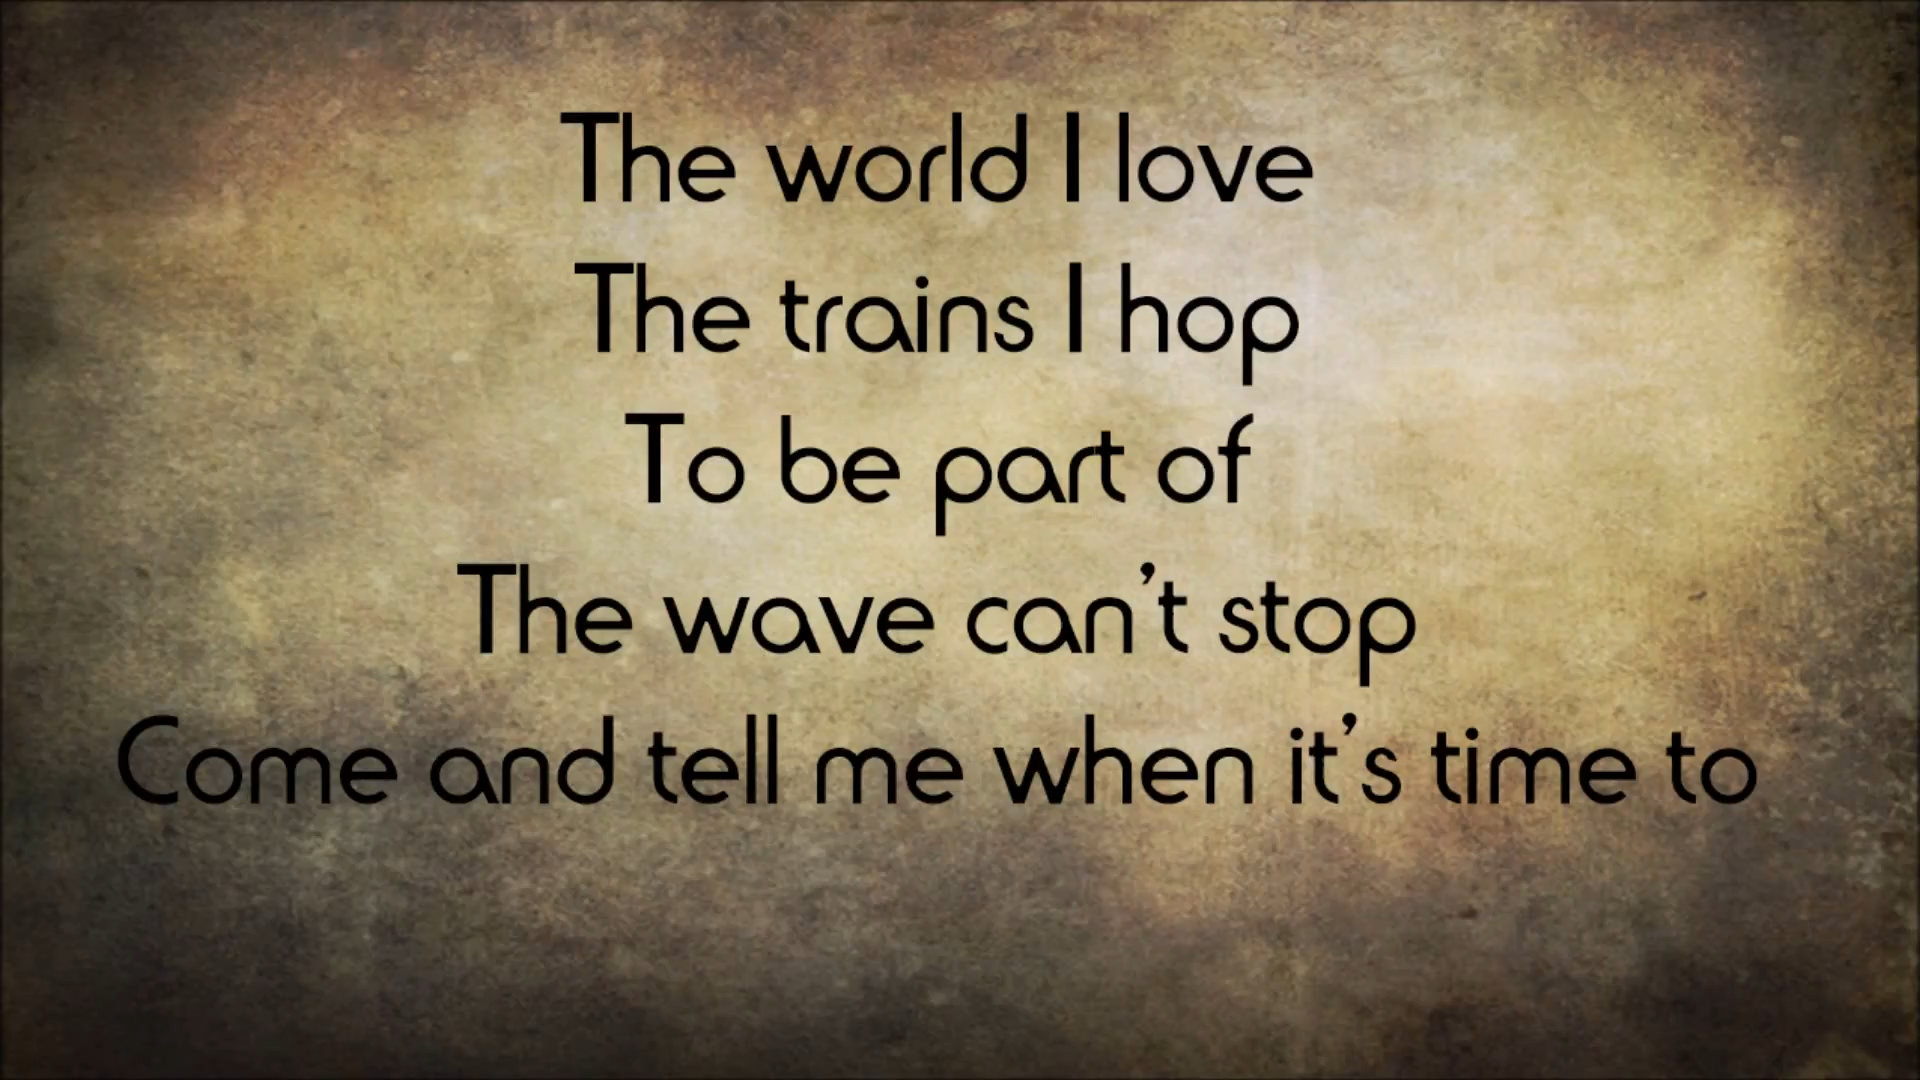 The world I love
The trains I hop
To be part of
The wave can't stop
Come and tell me when it's time to